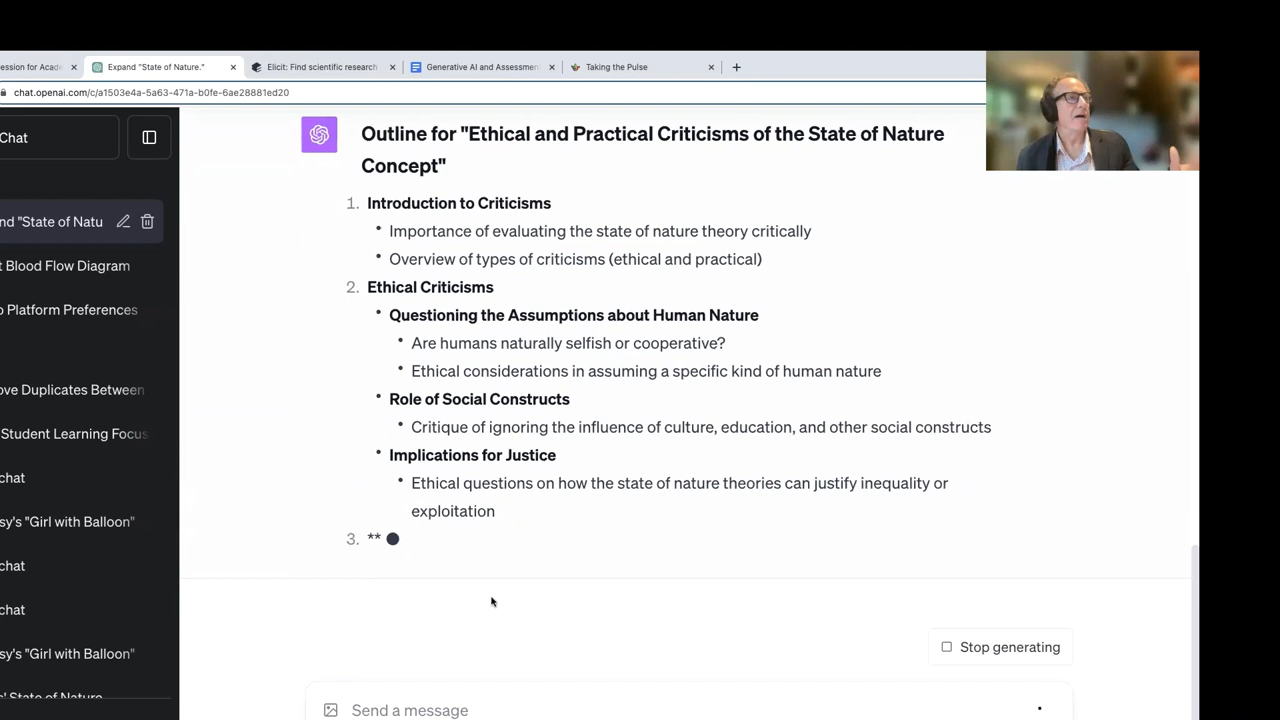 ession for Acade
Expand "State of Nature."
Elicit: Find scientific research
Generative AI and Assessmen
Taking the Pulse
chat.openai.com/c/a1503e4a-5a63-471a-b0fe-6ae28881ed20
Chat
nd "State of Natu
t Blood Flow Diagram
o Platform Preferences
ove Duplicates Between
Student Learning Focus
chat
sy's "Girl with Balloon"
chat
chat
sy's "Girl with Balloon"
s' State of Nature
Outline for "Ethical and Practical Criticisms of the State of Nature
Concept"
1. Introduction to Criticisms
• Importance of evaluating the state of nature theory critically
• Overview of types of criticisms (ethical and practical)
2. Ethical Criticisms
• Questioning the Assumptions about Human Nature
• Are humans naturally selfish or cooperative?
• Ethical considerations in assuming a specific kind of human nature
• Role of Social Constructs
• Critique of ignoring the influence of culture, education, and other social constructs
• Implications for Justice
• Ethical questions on how the state of nature theories can justify inequality or
exploitation
3. **
Stop generating
Send a message